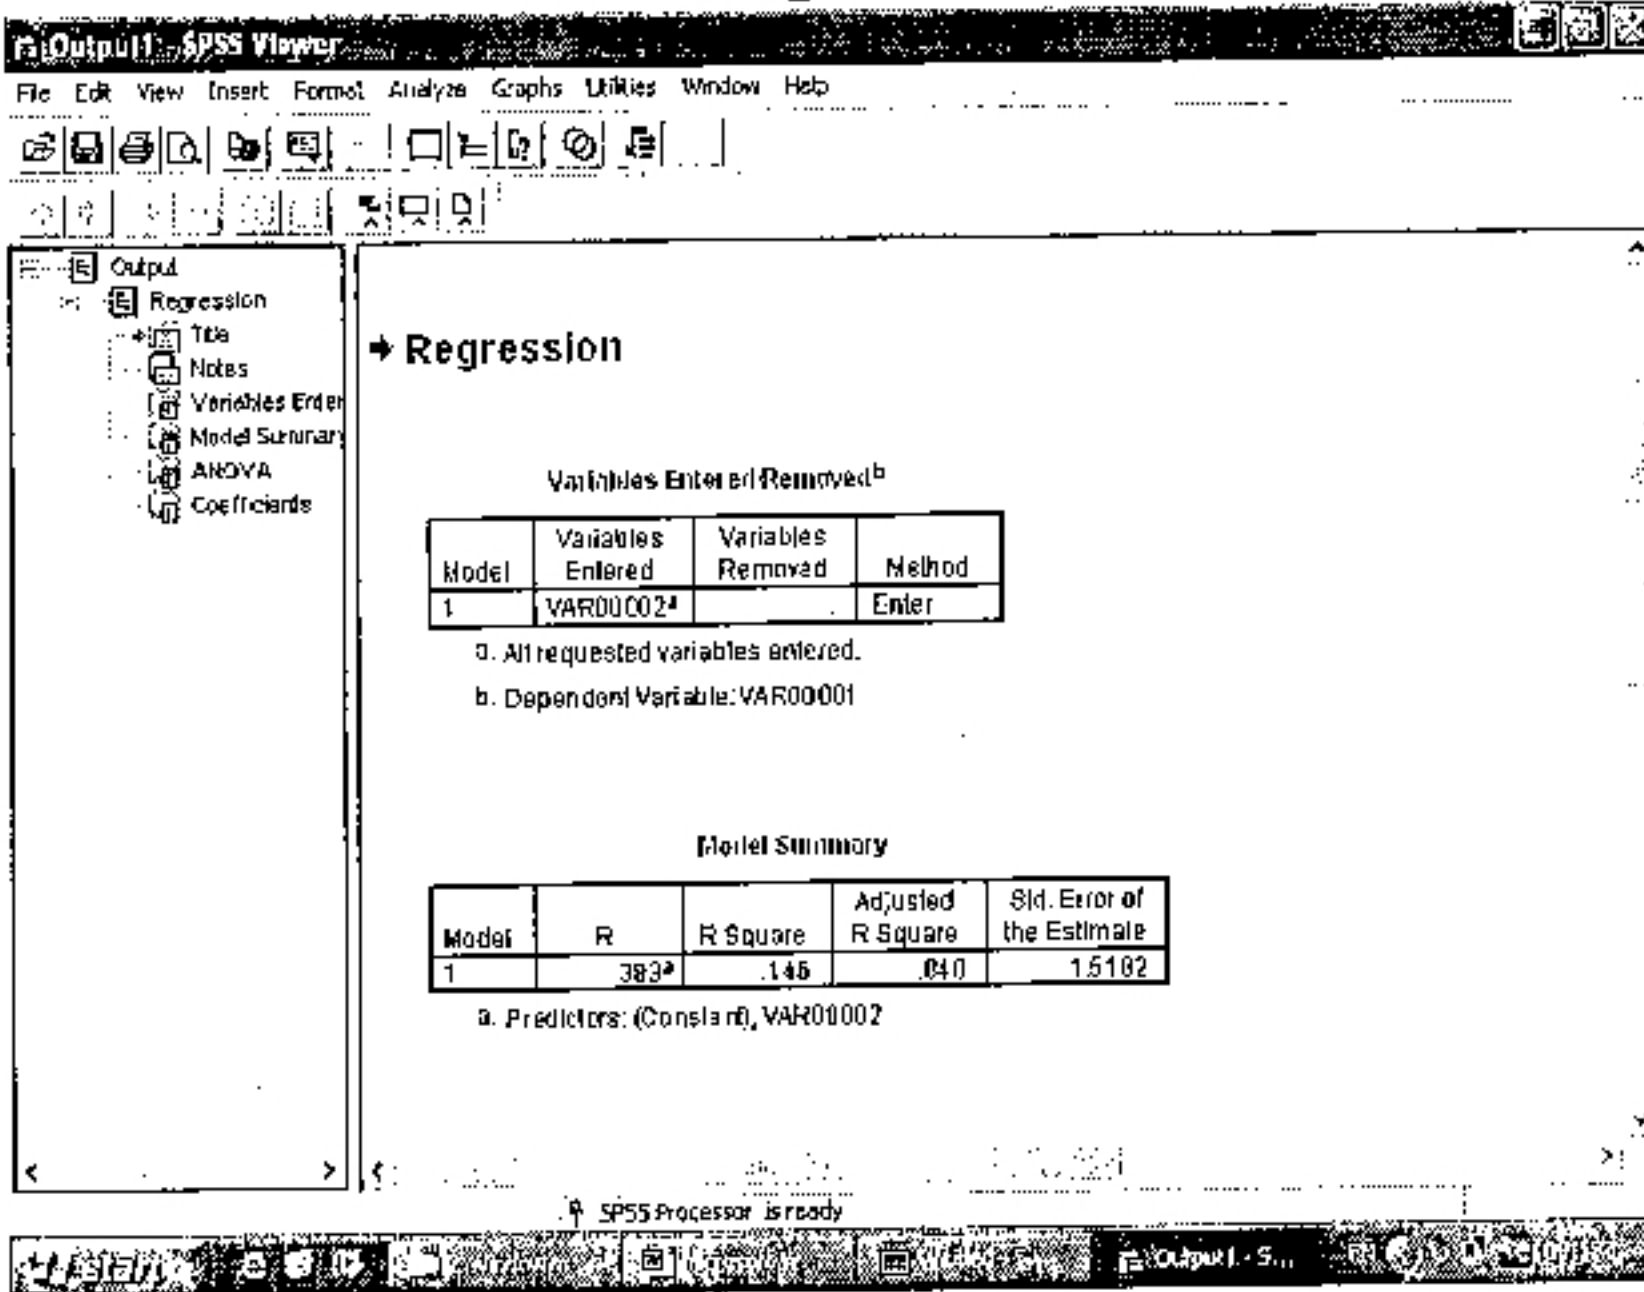 Output1 - SPSS Viewer
File Edit View Insert Format Analyze Graphs Utilities Window Help
Output
Regression
Title
Notes
Variables Enter
Model Summar
ANOVA
Coefficients
Regression
Variables Entered/Removed b
Model Variables Entered Variables Removed Method
1 VAR00002 a . Enter
a. All requested variables entered.
b. Dependent Variable: VAR00001
Model Summary
Model R R Square Adjusted R Square Std. Error of the Estimate
1 .383 a .146 .040 1.5182
a. Predictors: (Constant), VAR00002
SPSS Processor is ready
start
Output1 - S...